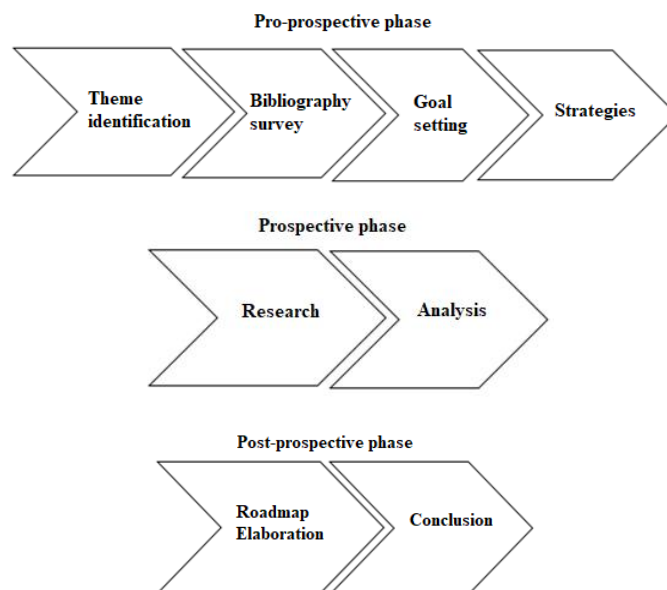 Pro-prospective phase
Theme
identification
Bibliography
survey
Goal
setting
Strategies
Prospective phase
Research
Analysis
Post-prospective phase
Roadmap
Elaboration
Conclusion